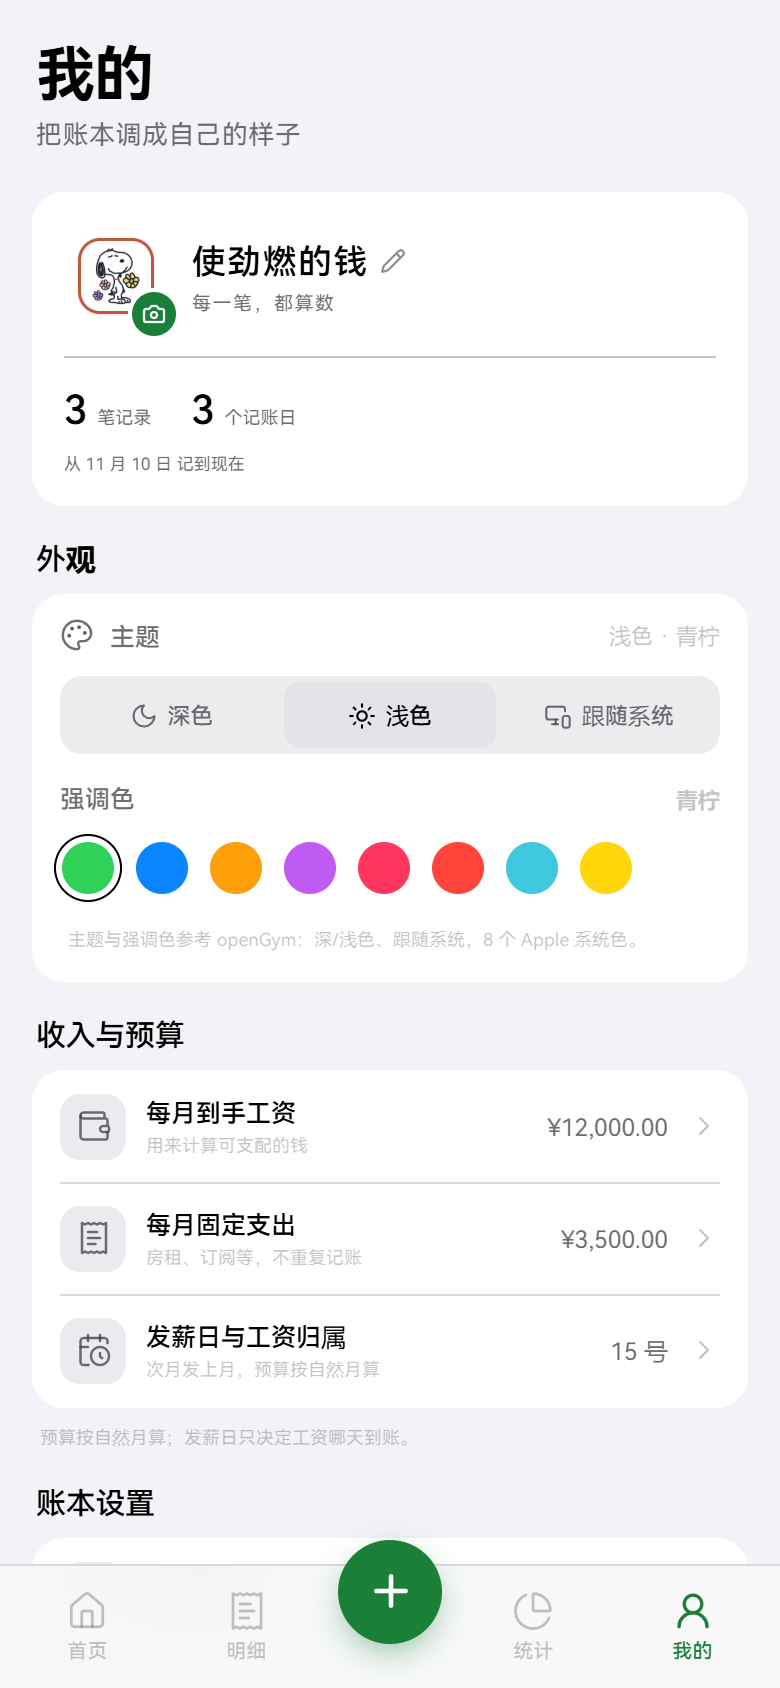 我的
把账本调成自己的样子
使劲燃的钱
每一笔，都算数
3 笔记录 3 个记账日
从 11 月 10 日 记到现在
外观
主题 浅色 · 青柠
深色 浅色 跟随系统
强调色 青柠
主题与强调色参考 openGym：深/浅色、跟随系统，8 个 Apple 系统色。
收入与预算
每月到手工资 ¥12,000.00
用来计算可支配的钱
每月固定支出 ¥3,500.00
房租、订阅等，不重复记账
发薪日与工资归属 15 号
次月发上月，预算按自然月算
预算按自然月算；发薪日只决定工资哪天到账。
账本设置
首页 明细 统计 我的